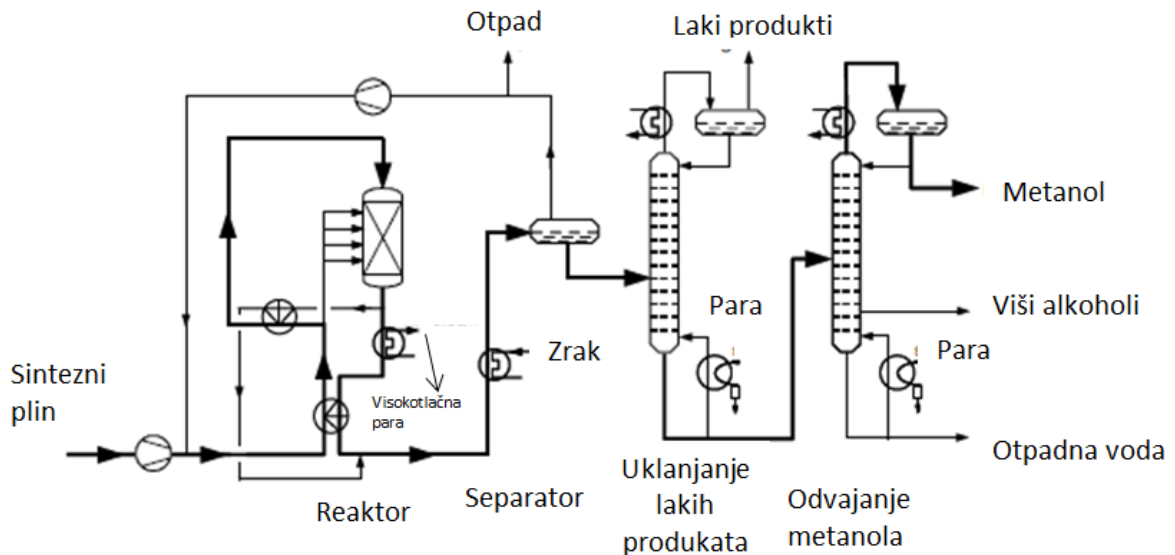 Otpad
Laki produkti
Metanol
Viši alkoholi
Para
Para
Zrak
Visokotlačna
para
Sintezni
plin
Otpadna voda
Reaktor
Separator
Uklanjanje
lakih
produkata
Odvajanje
metanola